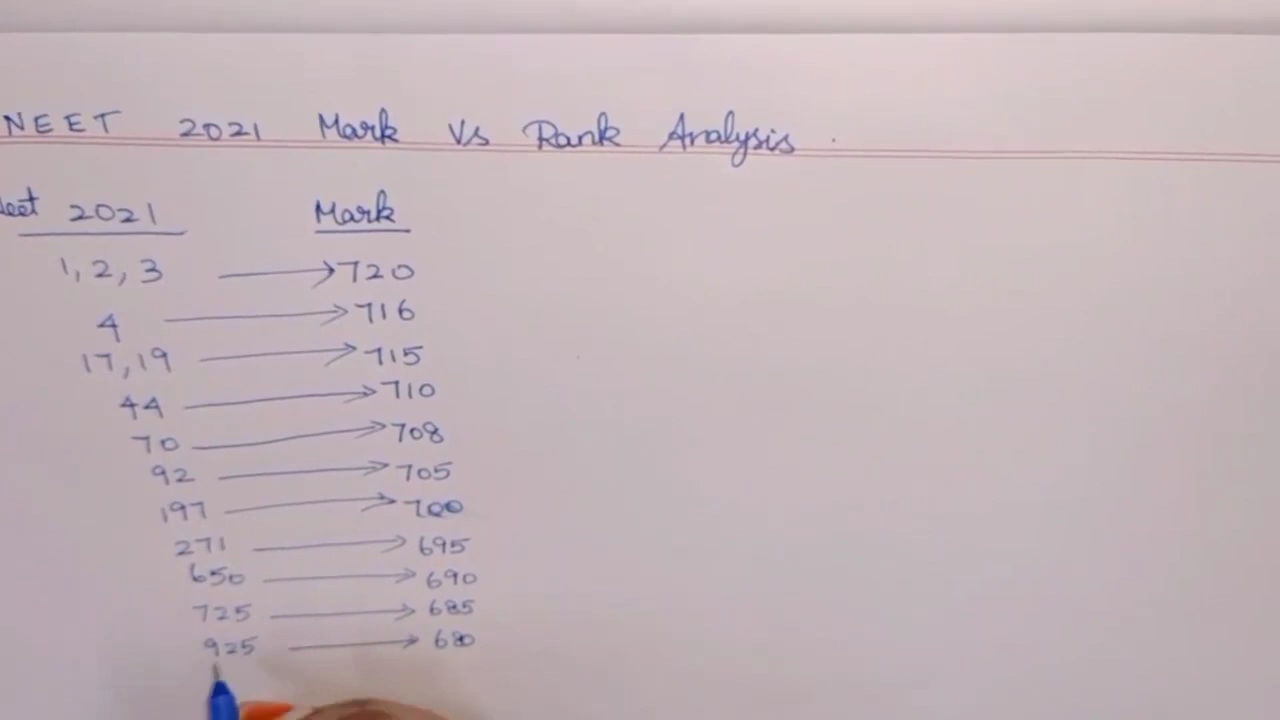 NEET 2021 Mark Vs Rank Analysis
Neet 2021 Mark
1, 2, 3 → 720
4 → 716
17, 19 → 715
44 → 710
70 → 708
92 → 705
197 → 700
271 → 695
650 → 690
725 → 685
925 → 680